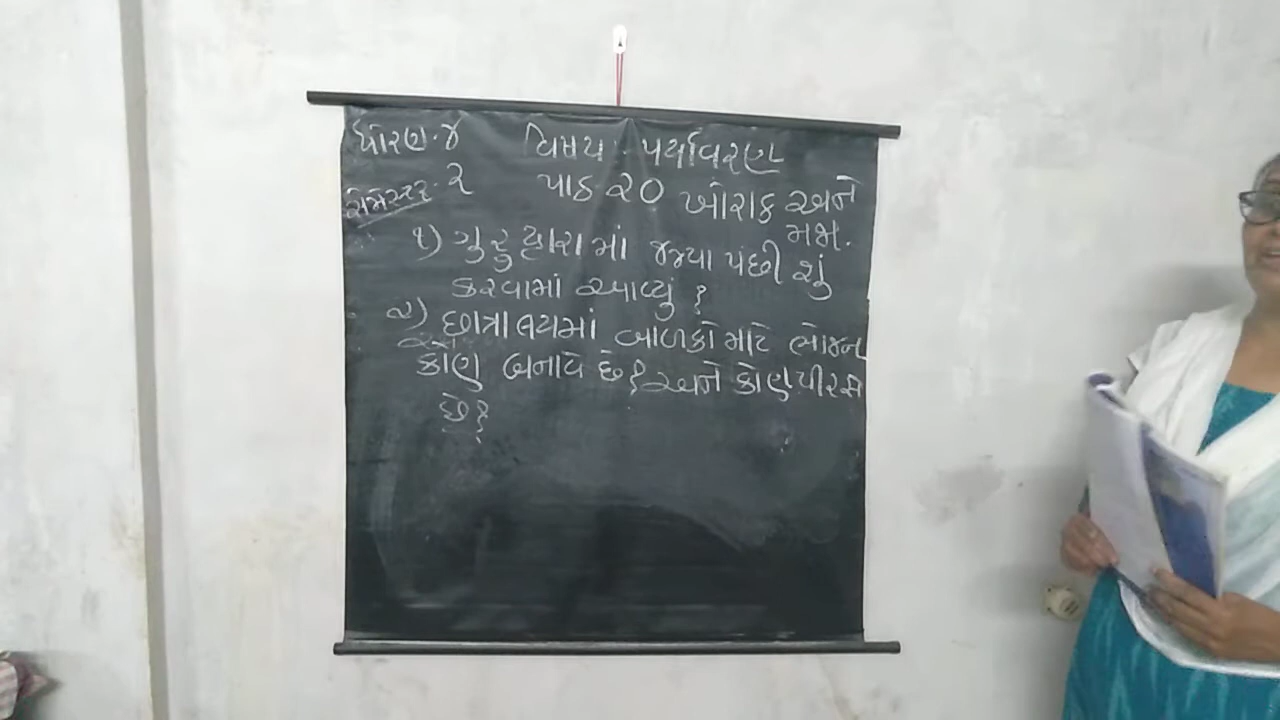 ધોરણ.૪ વિષય : પર્યાવરણ
સેમેસ્ટર.૨ પાઠ ૨૦ ખોરાક અને
મજા.
૧) ગુરુદ્વારામાં જમ્યા પછી શું
કરવામાં આવ્યું ?
૨) છાત્રાલયમાં બાળકો માટે ભોજન
કોણ બનાવે છે ? અને કોણ પીરસે
છે ?